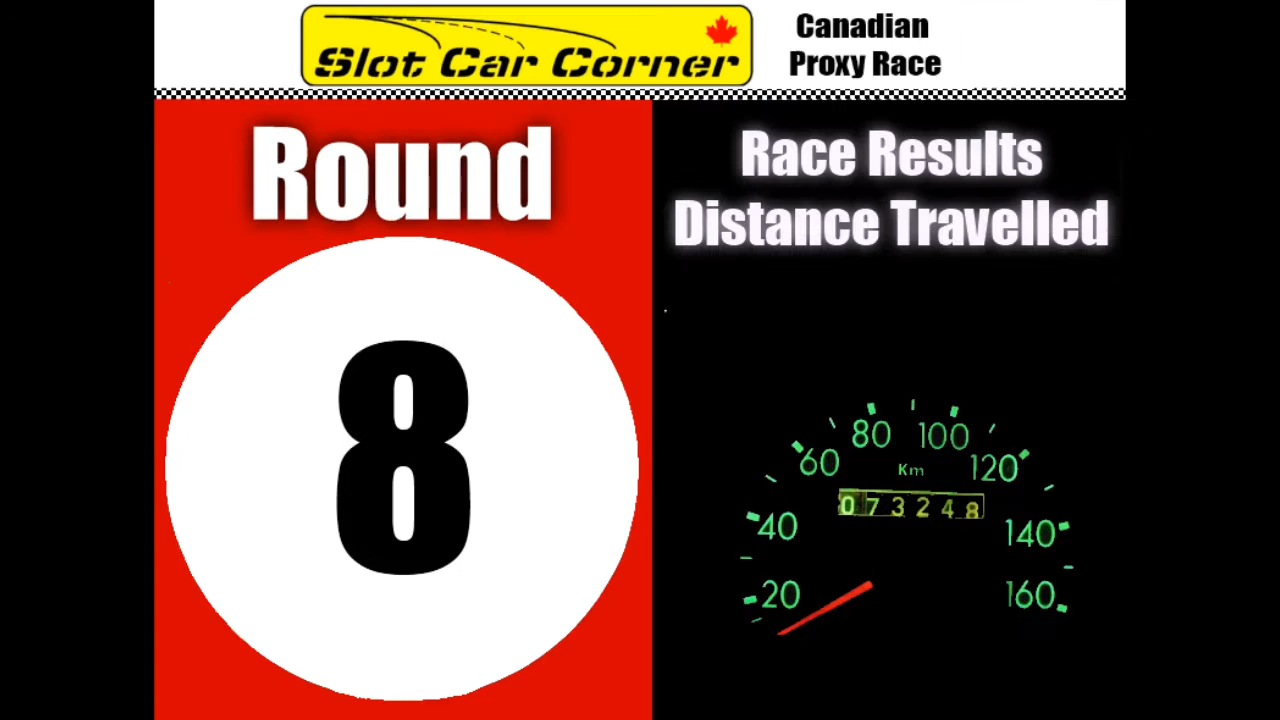 Slot Car Corner
Canadian
Proxy Race
Round
8
Race Results
Distance Travelled
80 100
60 120
Km
073248
40 140
20 160